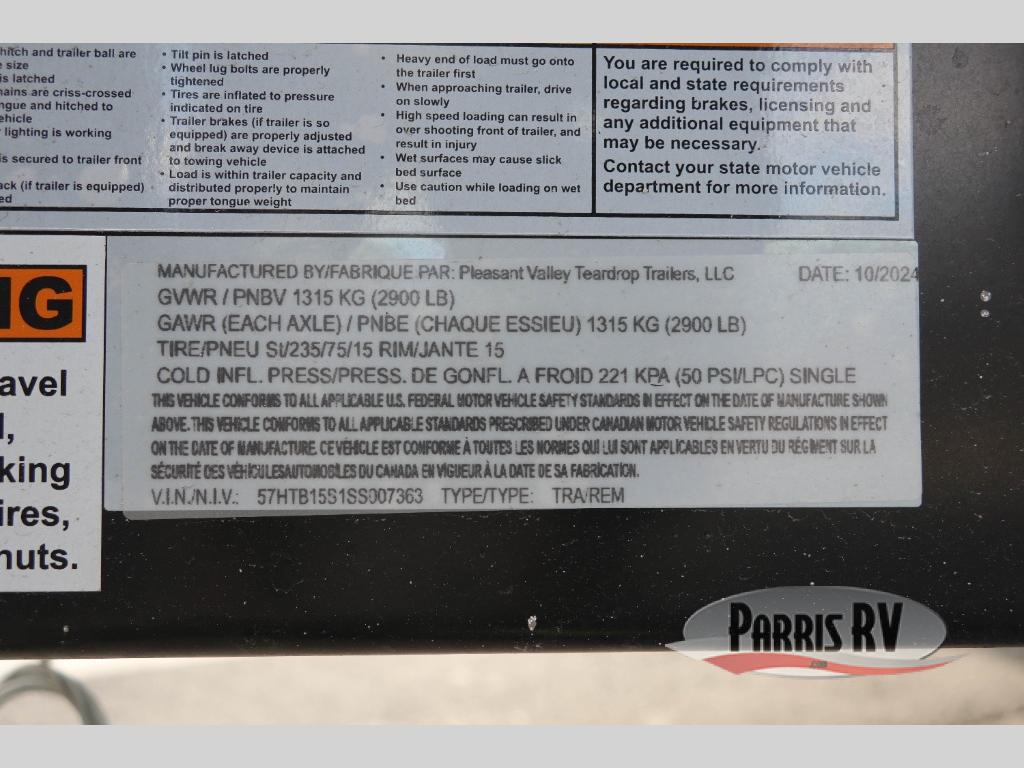 hitch and trailer ball are
size
is latched
are criss-crossed
and hitched to
lighting is working
is secured to trailer front
(if trailer is equipped)
• Tilt pin is latched
• Wheel lug bolts are properly
tightened
• Tires are inflated to pressure
indicated on tire
• Trailer brakes (if trailer is so
equipped) are properly adjusted
and break away device is attached
to towing vehicle
• Load is within trailer capacity and
distributed properly to maintain
proper tongue weight
• Heavy end of load must go onto
the trailer first
• When approaching trailer, drive
on slowly
• High speed loading can result in
over shooting front of trailer, and
result in injury
• Wet surfaces may cause slick
bed surface
• Use caution while loading on wet
bed
You are required to comply with
local and state requirements
regarding brakes, licensing and
any additional equipment that
may be necessary.
Contact your state motor vehicle
department for more information.
NG
avel
king
ires,
nuts.
MANUFACTURED BY/FABRIQUE PAR: Pleasant Valley Teardrop Trailers, LLC DATE: 10/2024
GVWR / PNBV 1315 KG (2900 LB)
GAWR (EACH AXLE) / PNBE (CHAQUE ESSIEU) 1315 KG (2900 LB)
TIRE/PNEU St/235/75/15 RIM/JANTE 15
COLD INFL. PRESS/PRESS. DE GONFL. A FROID 221 KPA (50 PSI/LPC) SINGLE
THIS VEHICLE CONFORMS TO ALL APPLICABLE U.S. FEDERAL MOTOR VEHICLE SAFETY STANDARDS IN EFFECT ON THE DATE OF MANUFACTURE SHOWN
ABOVE. THIS VEHICLE CONFORMS TO ALL APPLICABLE STANDARDS PRESCRIBED UNDER CANADIAN MOTOR VEHICLE SAFETY REGULATIONS IN EFFECT
ON THE DATE OF MANUFACTURE. CE VÉHICLE EST CONFORME À TOUTES LES NORMES QUI LUI SONT APPLICABLES EN VERTU DU RÉGIMENT SUR LA
SÉCURITÉ DES VÉHICULESAUTOMOBILES DU CANADA EN VIGUEUR À LA DATE DE SA FABRICATION.
V.I.N./N.I.V.: 57HTB15S1SS007363 TYPE/TYPE: TRA/REM
PARRIS RV
.com